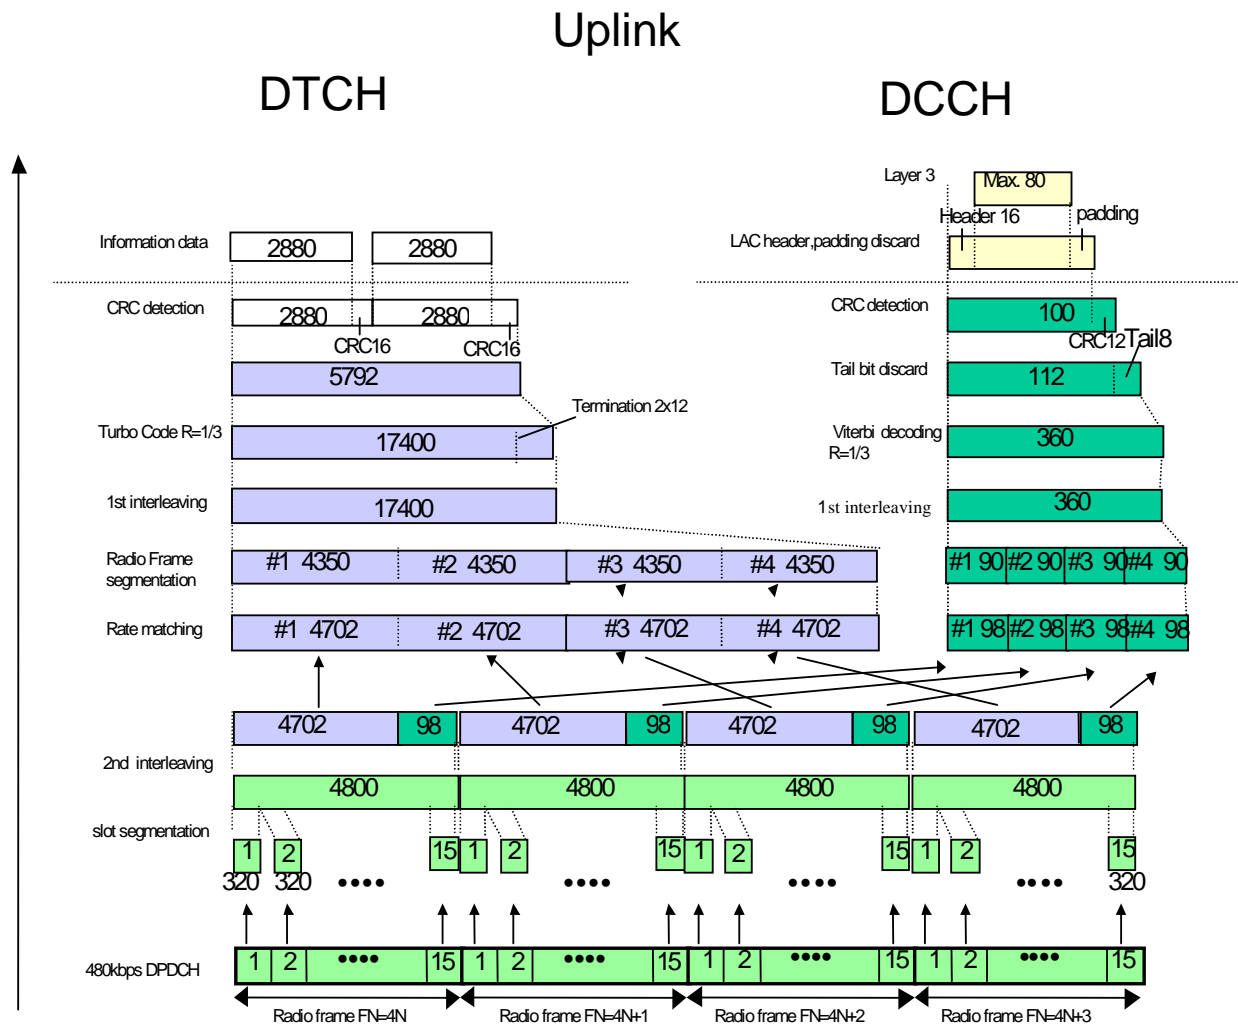 Uplink
DTCH
DCCH
Layer 3
Max. 80
Header 16
padding
Information data
2880
2880
LAC header,padding discard
CRC detection
2880
2880
CRC16
CRC16
CRC detection
100
CRC12
Tail8
5792
Tail bit discard
112
Termination 2x12
Turbo Code R=1/3
17400
Viterbi decoding
R=1/3
360
1st interleaving
17400
1st interleaving
360
Radio Frame
segmentation
#1 4350
#2 4350
#3 4350
#4 4350
#1 90
#2 90
#3 90
#4 90
Rate matching
#1 4702
#2 4702
#3 4702
#4 4702
#1 98
#2 98
#3 98
#4 98
4702
98
4702
98
4702
98
4702
98
2nd interleaving
4800
4800
4800
4800
slot segmentation
1
2
15
1
2
15
1
2
15
1
2
15
320
320
320
480kbps DPDCH
1
2
15
1
2
15
1
2
15
1
2
15
Radio frame FN=4N
Radio frame FN=4N+1
Radio frame FN=4N+2
Radio frame FN=4N+3